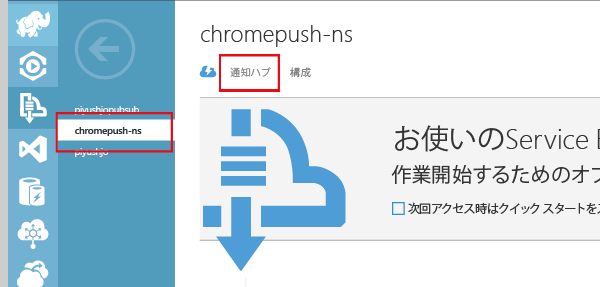 chromepush-ns
通知ハブ 構成
piyushjopubsub
chromepush-ns
piyushjo
お使いのService
作業開始するためのオフ
次回アクセス時はクイック スタートを